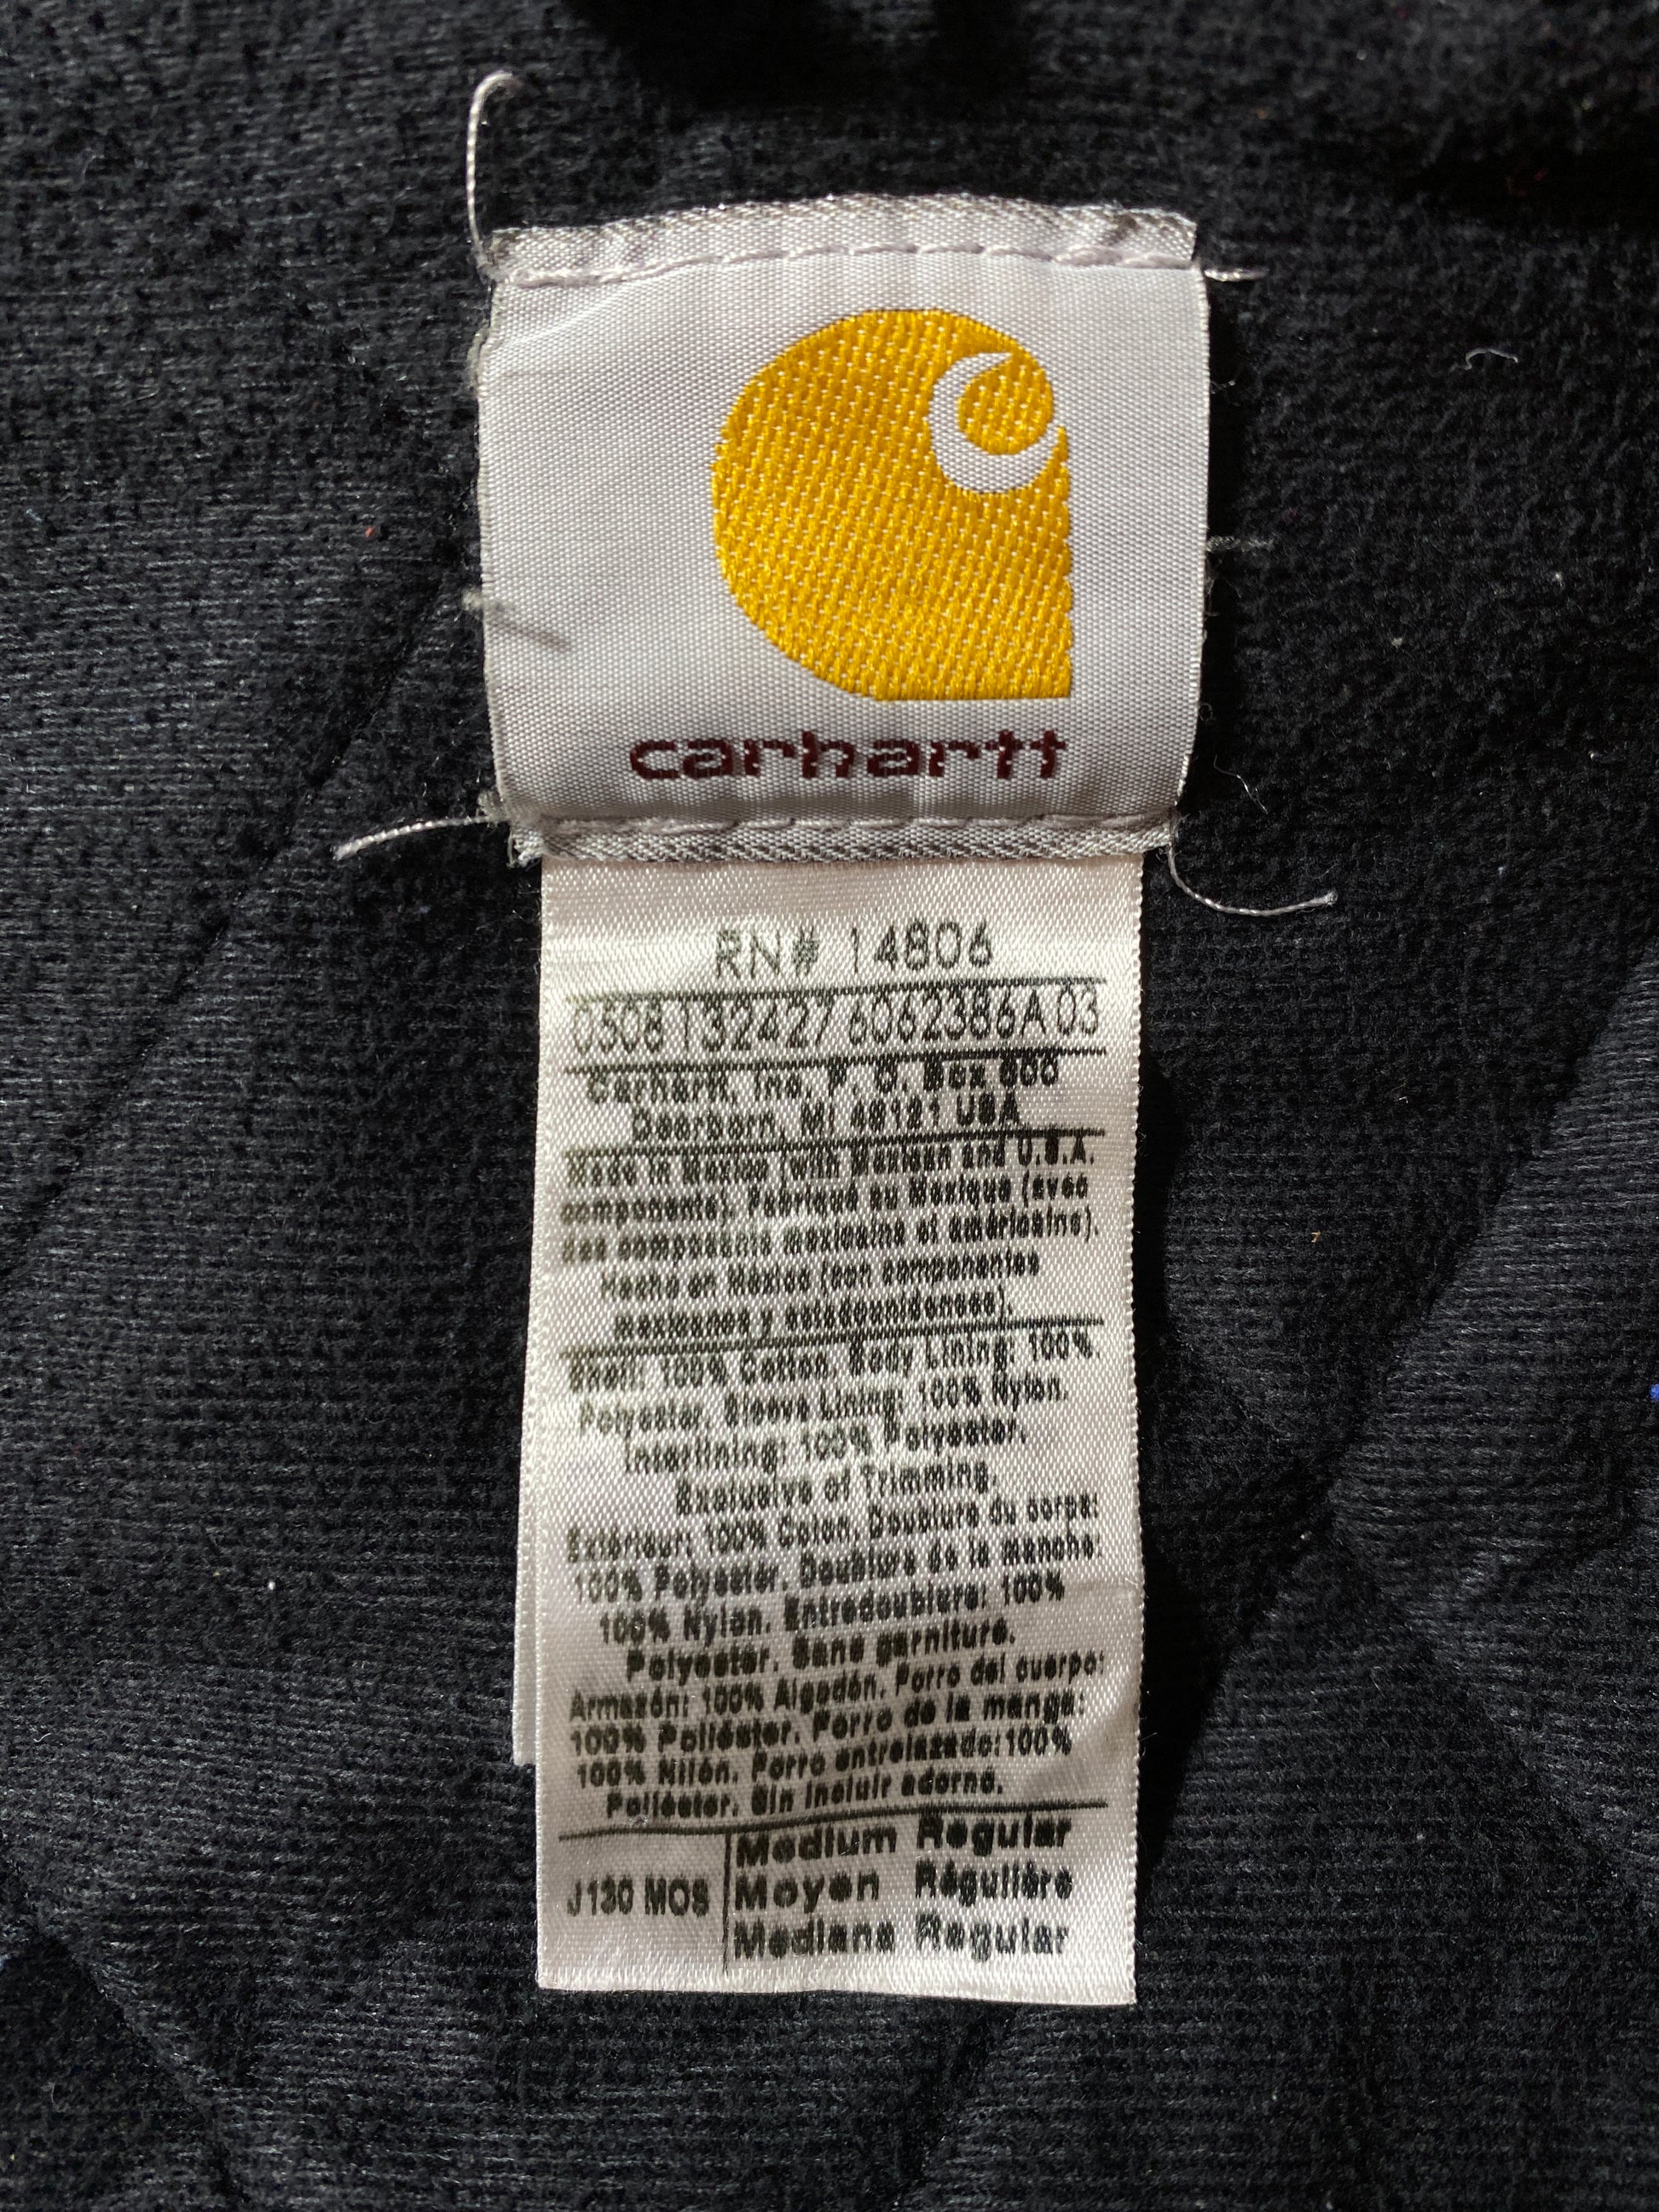 carhartt
RN# 14806
0508 132427 6062386A 03
Carhartt, Inc. P. O. Box 600
Dearborn, MI 48121 USA
Made in Mexico (with Mexican and U.S.A.
components). Fabriqué au Mexique (avec
des composants mexicains et américains).
Hecho en México (con componentes
mexicanos y estadounidenses).
Shell: 100% Cotton. Body Lining: 100%
Polyester. Sleeve Lining: 100% Nylon.
Interlining: 100% Polyester.
Exclusive of Trimming.
Extérieur: 100% Coton. Doublure du corps:
100% Polyester. Doublure de la manche
100% Nylon. Entredoublure: 100%
Polyester. Sans garniture.
Armazón: 100% Algodón. Forro del cuerpo:
100% Poliéster. Forro de la manga:
100% Nilón. Forro entrelazado: 100%
Poliéster. Sin incluir adorno.
J130 MOS
Medium Regular
Moyen Régulière
Mediana Regular